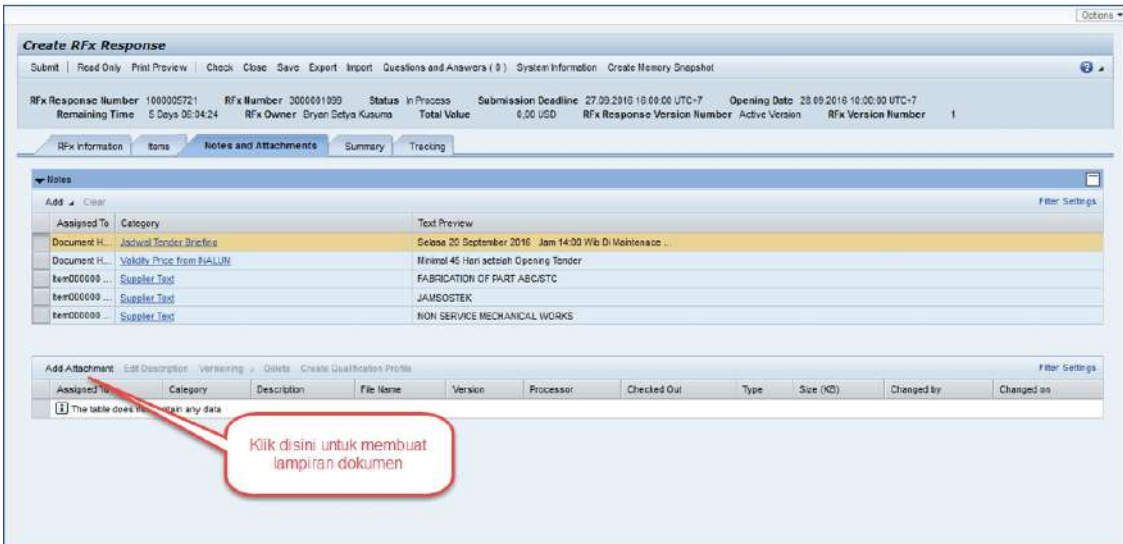 Options
Create RFx Response
Submit Read Only Print Preview Check Close Save Export Import Questions and Answers ( 0 ) System Information Create Memory Snapshot
RFx Response Number 1000005721 RFx Number 3000001099 Status In Process Submission Deadline 27.09.2016 16:00:00 UTC+7 Opening Date 28.09.2016 10:00:00 UTC+7
Remaining Time 5 Days 06:04:24 RFx Owner Bryan Setya Kusuma Total Value 0,00 USD RFx Response Version Number Active Version RFx Version Number 1
RFx Information Items Notes and Attachments Summary Tracking
Notes
Add Clear Filter Settings
Assigned To Category Text Preview
Document H... Jadwal Tender Briefing Selasa 20 September 2016 Jam 14:00 Wib Di Maintenace ...
Document H... Validity Price from INALUM Minimal 45 Hari setelah Opening Tender
Item000000 ... Supplier Text FABRICATION OF PART ABC/STC
Item000000 ... Supplier Text JAMSOSTEK
Item000000 ... Supplier Text NON SERVICE MECHANICAL WORKS
Add Attachment Edit Description Versioning Delete Create Qualification Profile Filter Settings
Assigned To Category Description File Name Version Processor Checked Out Type Size (KB) Changed by Changed on
The table does contain any data
Klik disini untuk membuat
lampiran dokumen